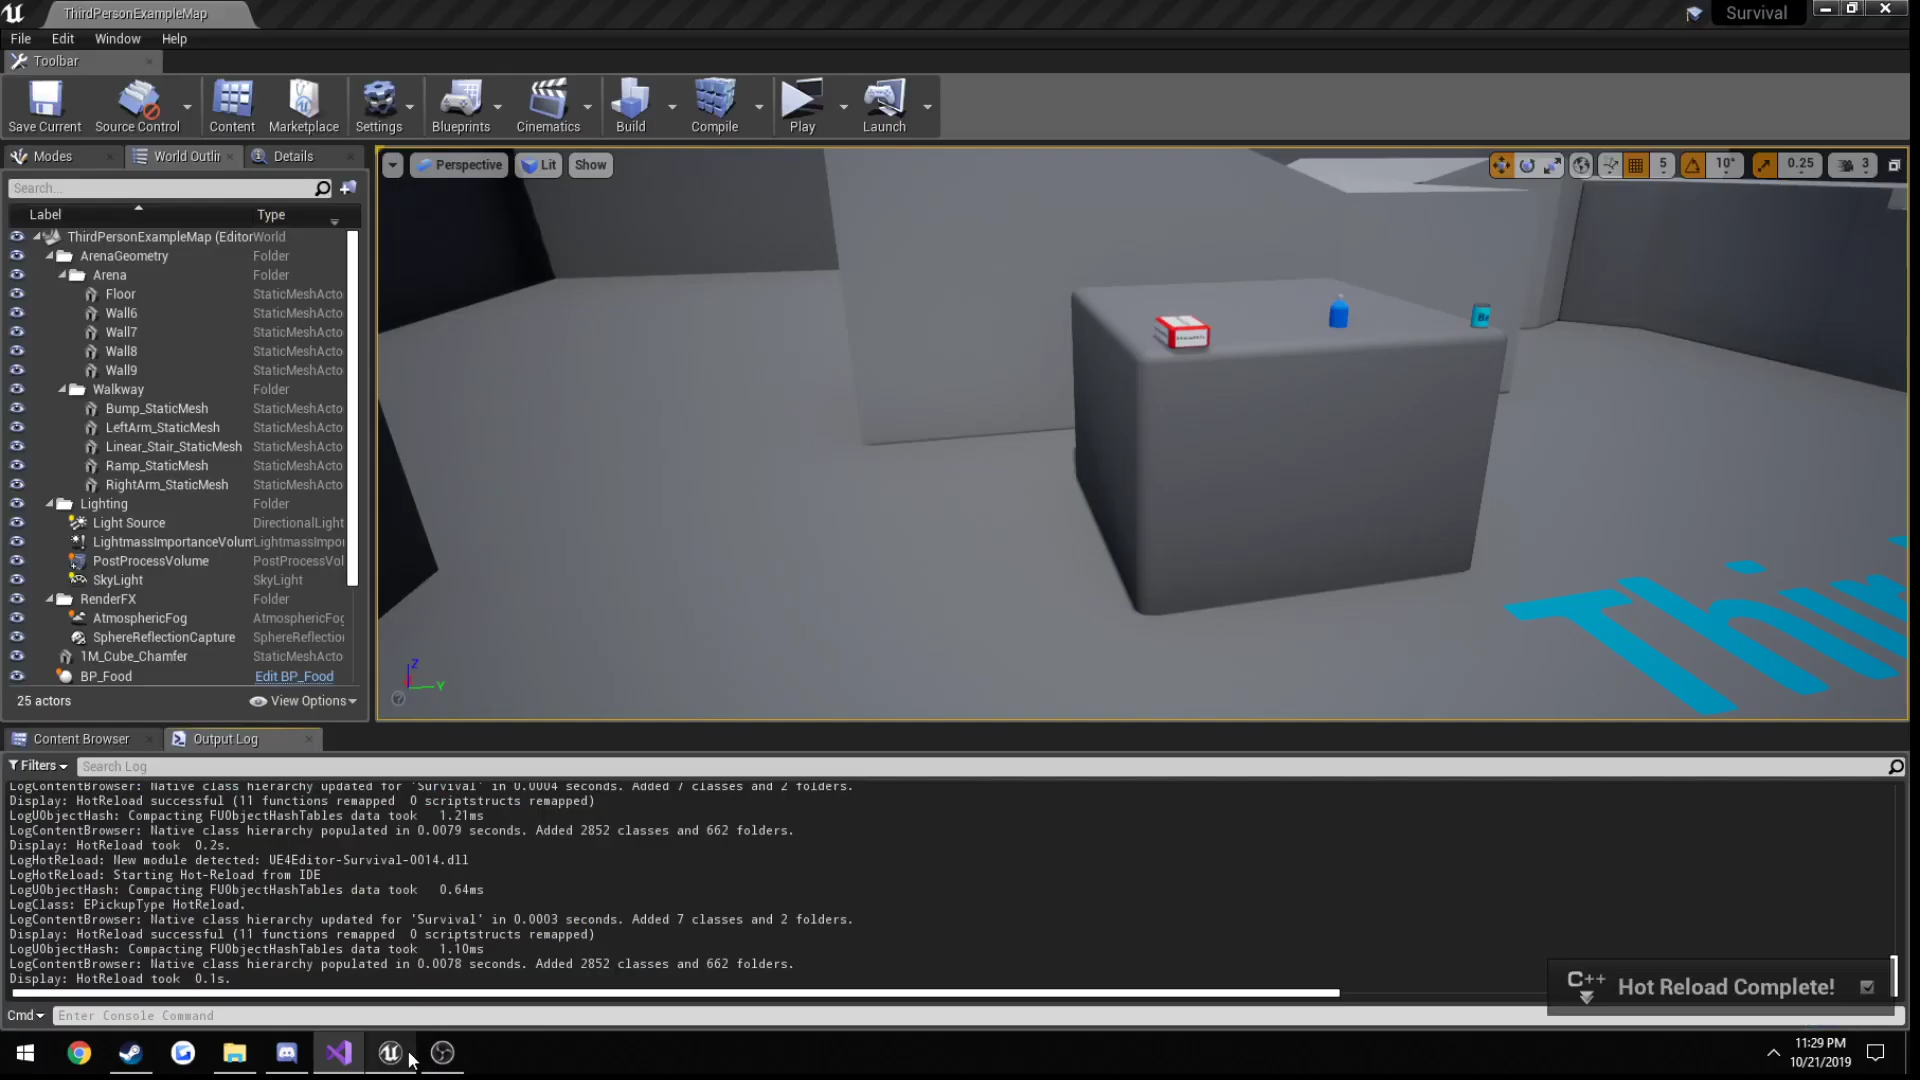 ThirdPersonExampleMap
Survival
File Edit Window Help
Toolbar
Save Current Source Control Content Marketplace Settings Blueprints Cinematics Build Compile Play Launch
Modes World Outlin Details
Perspective Lit Show
5 10° 0.25 3
Search...
Label Type
ThirdPersonExampleMap (Editor World
ArenaGeometry Folder
Arena Folder
Floor StaticMeshActo
Wall6 StaticMeshActo
Wall7 StaticMeshActo
Wall8 StaticMeshActo
Wall9 StaticMeshActo
Walkway Folder
Bump_StaticMesh StaticMeshActo
LeftArm_StaticMesh StaticMeshActo
Linear_Stair_StaticMesh StaticMeshActo
Ramp_StaticMesh StaticMeshActo
RightArm_StaticMesh StaticMeshActo
Lighting Folder
Light Source DirectionalLight
LightmassImportanceVolum LightmassImpor
PostProcessVolume PostProcessVol
SkyLight SkyLight
RenderFX Folder
AtmosphericFog AtmosphericFog
SphereReflectionCapture SphereReflection
1M_Cube_Chamfer StaticMeshActo
BP_Food Edit BP_Food
25 actors View Options
Z
Y
Thir
Content Browser Output Log
Filters Search Log
LogContentBrowser: Native class hierarchy updated for 'Survival' in 0.0004 seconds. Added 7 classes and 2 folders.
Display: HotReload successful (11 functions remapped 0 scriptstructs remapped)
LogUObjectHash: Compacting FUObjectHashTables data took 1.21ms
LogContentBrowser: Native class hierarchy populated in 0.0079 seconds. Added 2852 classes and 662 folders.
Display: HotReload took 0.2s.
LogHotReload: New module detected: UE4Editor-Survival-0014.dll
LogHotReload: Starting Hot-Reload from IDE
LogUObjectHash: Compacting FUObjectHashTables data took 0.64ms
LogClass: EPickupType HotReload.
LogContentBrowser: Native class hierarchy updated for 'Survival' in 0.0003 seconds. Added 7 classes and 2 folders.
Display: HotReload successful (11 functions remapped 0 scriptstructs remapped)
LogUObjectHash: Compacting FUObjectHashTables data took 1.10ms
LogContentBrowser: Native class hierarchy populated in 0.0078 seconds. Added 2852 classes and 662 folders.
Display: HotReload took 0.1s.
C++ Hot Reload Complete!
Cmd Enter Console Command
11:29 PM
10/21/2019